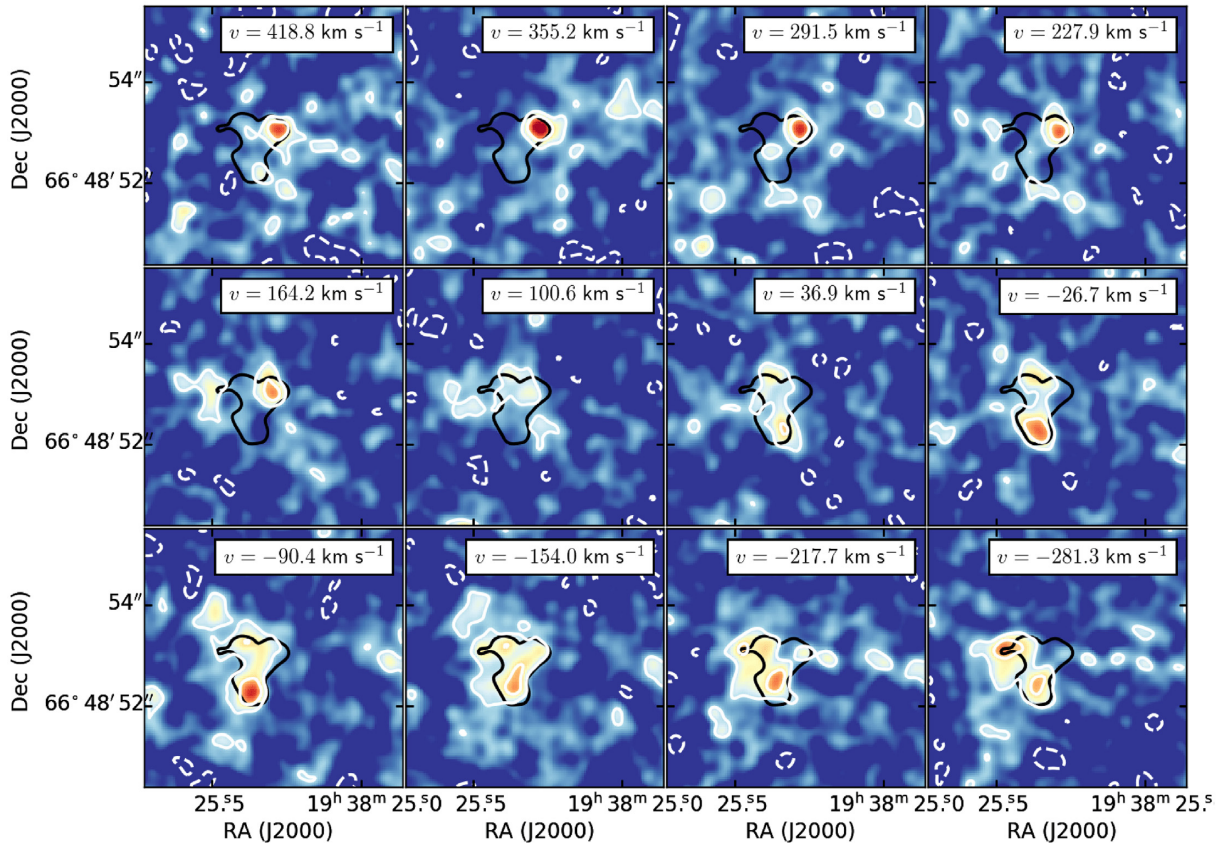 v = 418.8 km s⁻¹ v = 355.2 km s⁻¹ v = 291.5 km s⁻¹ v = 227.9 km s⁻¹
54″
Dec (J2000)
66° 48′ 52″
v = 164.2 km s⁻¹ v = 100.6 km s⁻¹ v = 36.9 km s⁻¹ v = −26.7 km s⁻¹
54″
Dec (J2000)
66° 48′ 52″
v = −90.4 km s⁻¹ v = −154.0 km s⁻¹ v = −217.7 km s⁻¹ v = −281.3 km s⁻¹
54″
Dec (J2000)
66° 48′ 52″
25.ˢ5 19ʰ 38ᵐ 25.ˢ0 25.ˢ5 19ʰ 38ᵐ 25.ˢ0 25.ˢ5 19ʰ 38ᵐ 25.ˢ0 25.ˢ5 19ʰ 38ᵐ 25.ˢ
RA (J2000) RA (J2000) RA (J2000) RA (J2000)